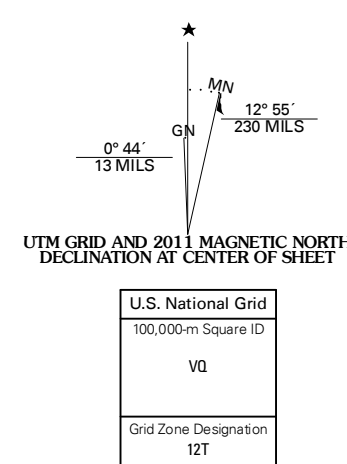 ★
MN
GN
12° 55´
230 MILS
0° 44´
13 MILS
UTM GRID AND 2011 MAGNETIC NORTH
DECLINATION AT CENTER OF SHEET
U.S. National Grid
100,000-m Square ID
VQ
Grid Zone Designation
12T